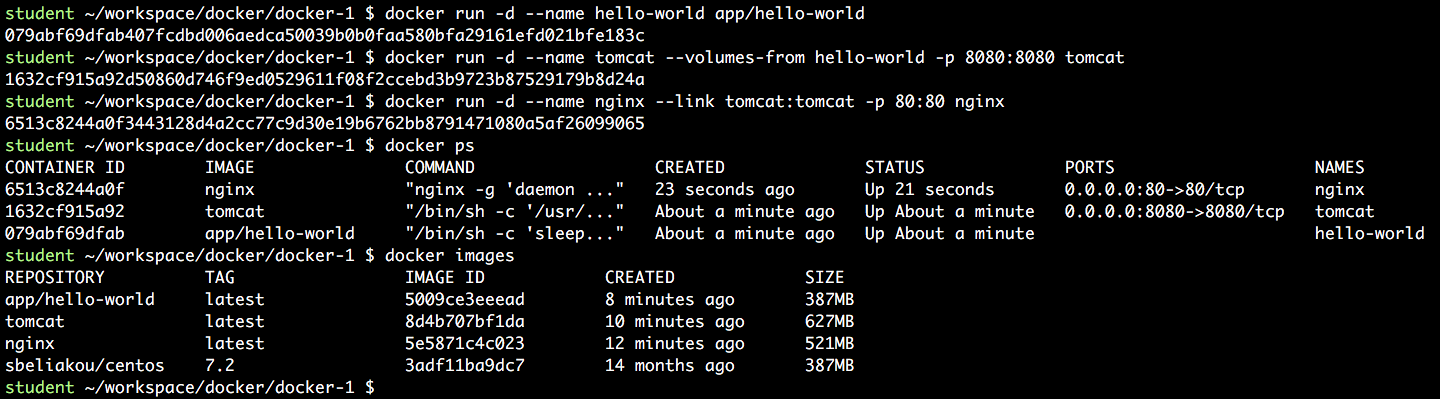 student ~/workspace/docker/docker-1 $ docker run -d --name hello-world app/hello-world
079abf69dfab407fcdbd006aedca50039b0b0faa580bfa29161efd021bfe183c
student ~/workspace/docker/docker-1 $ docker run -d --name tomcat --volumes-from hello-world -p 8080:8080 tomcat
1632cf915a92d50860d746f9ed0529611f08f2ccebd3b9723b87529179b8d24a
student ~/workspace/docker/docker-1 $ docker run -d --name nginx --link tomcat:tomcat -p 80:80 nginx
6513c8244a0f3443128d4a2cc77c9d30e19b6762bb8791471080a5af26099065
student ~/workspace/docker/docker-1 $ docker ps
CONTAINER ID IMAGE COMMAND CREATED STATUS PORTS NAMES
6513c8244a0f nginx "nginx -g 'daemon ..." 23 seconds ago Up 21 seconds 0.0.0.0:80->80/tcp nginx
1632cf915a92 tomcat "/bin/sh -c '/usr/..." About a minute ago Up About a minute 0.0.0.0:8080->8080/tcp tomcat
079abf69dfab app/hello-world "/bin/sh -c 'sleep..." About a minute ago Up About a minute hello-world
student ~/workspace/docker/docker-1 $ docker images
REPOSITORY TAG IMAGE ID CREATED SIZE
app/hello-world latest 5009ce3eeead 8 minutes ago 387MB
tomcat latest 8d4b707bf1da 10 minutes ago 627MB
nginx latest 5e5871c4c023 12 minutes ago 521MB
sbeliakou/centos 7.2 3adf11ba9dc7 14 months ago 387MB
student ~/workspace/docker/docker-1 $